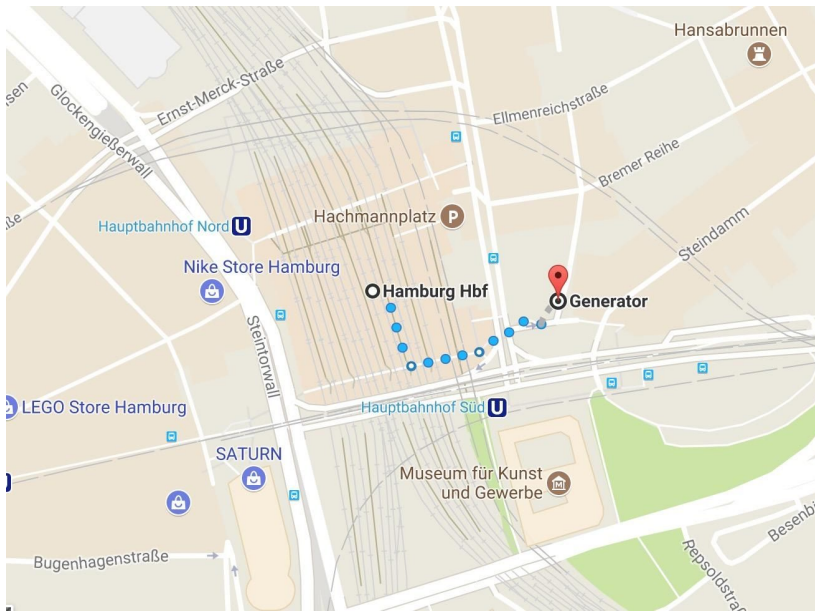 Hansabrunnen
Ernst-Merck-Straße
Glockengießerwall
Ellmenreichstraße
Bremer Reihe
Hachmannplatz P
Hauptbahnhof Nord U
Steindamm
Nike Store Hamburg
Hamburg Hbf
Generator
Steintorwall
LEGO Store Hamburg
Hauptbahnhof Süd U
SATURN
Museum für Kunst
und Gewerbe
Bugenhagenstraße
Repsoldstraß
Besenbi